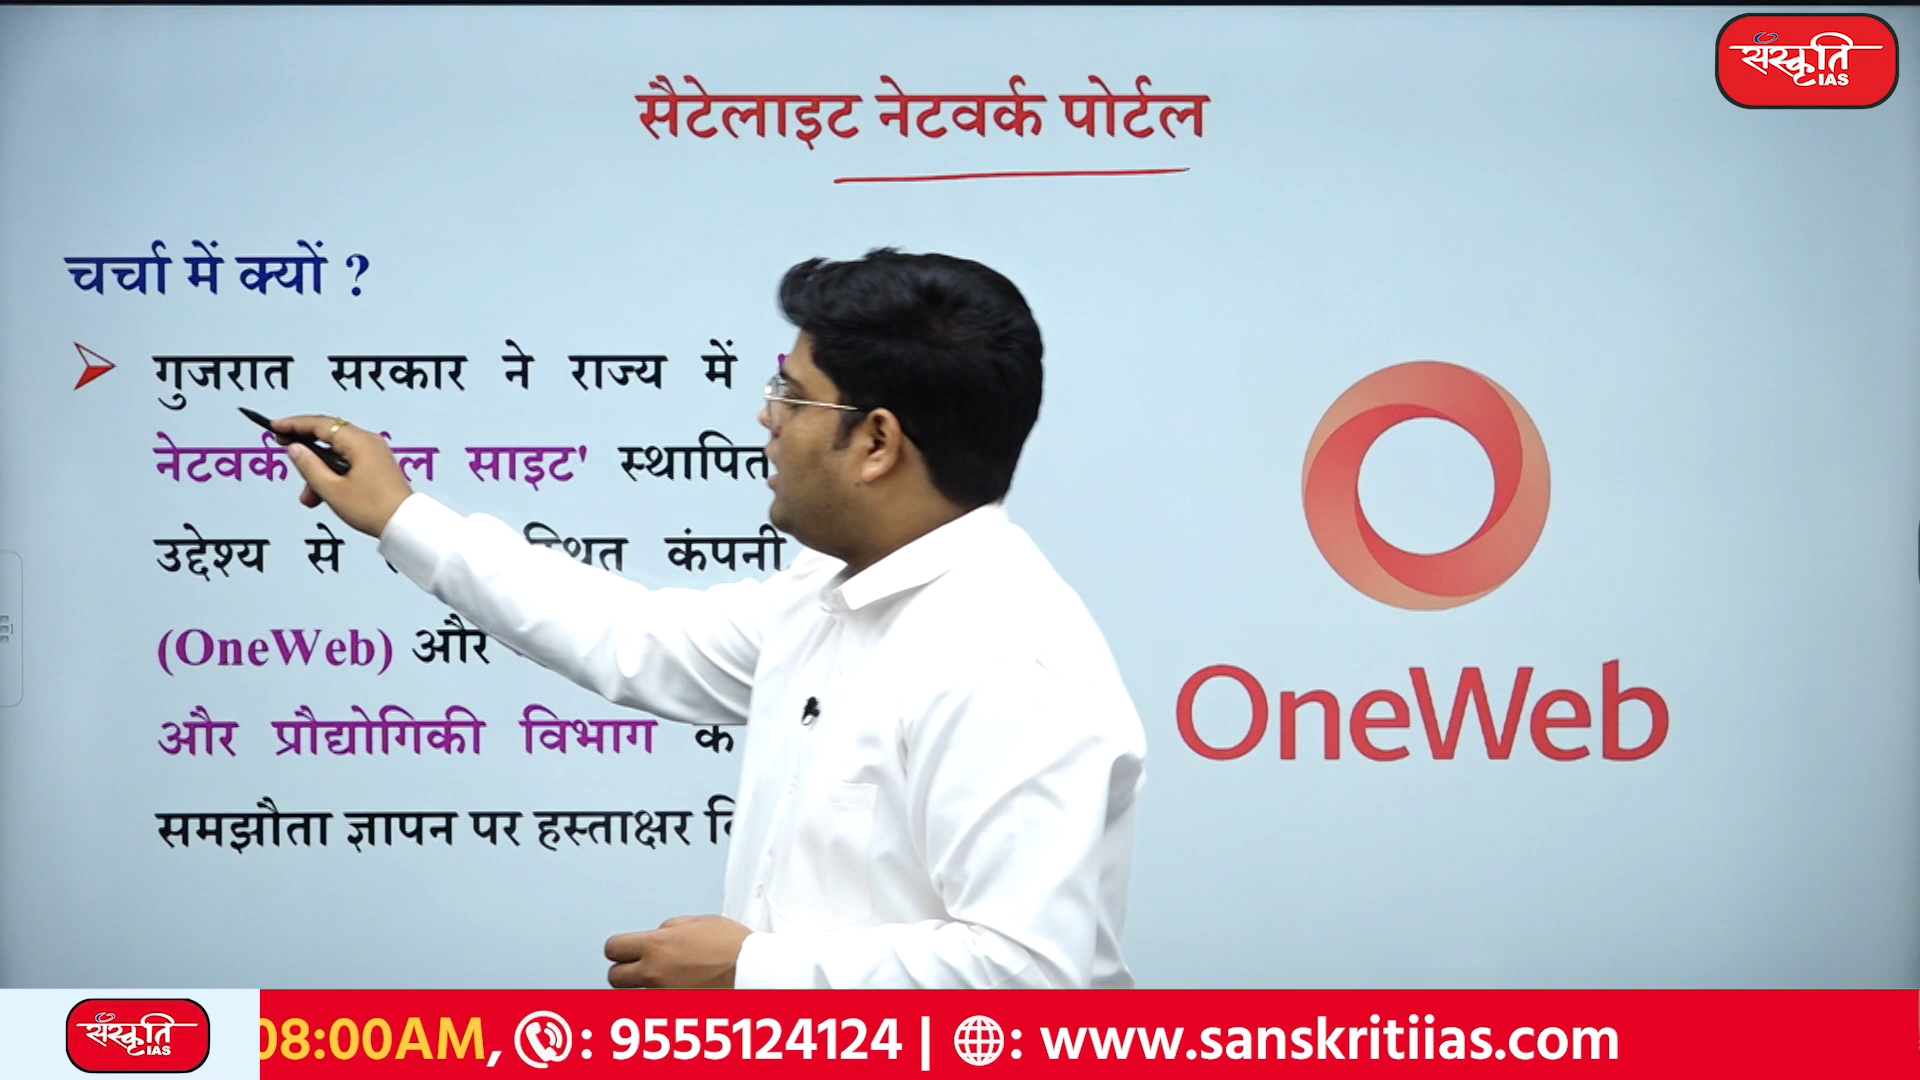 संस्कृति
IAS
सैटेलाइट नेटवर्क पोर्टल
चर्चा में क्यों ?
गुजरात सरकार ने राज्य में
नेटवर्क साइट' स्थापित
उद्देश्य से कंपनी
(OneWeb) और
और प्रौद्योगिकी विभाग
समझौता ज्ञापन पर हस्ताक्षर
OneWeb
संस्कृति
IAS
08:00AM, : 9555124124 | : www.sanskritiias.com